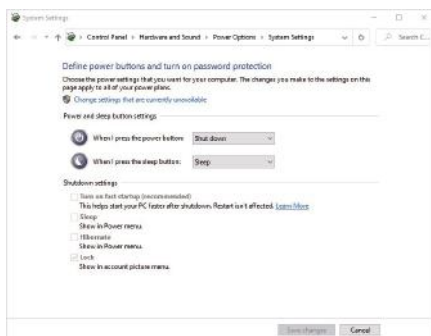 System Settings
Control Panel > Hardware and Sound > Power Options > System Settings
Search C...
Define power buttons and turn on password protection
Choose the power settings that you want for your computer. The changes you make to the settings on this
page apply to all of your power plans.
Change settings that are currently unavailable
Power and sleep button settings
When I press the power button: Shut down
When I press the sleep button: Sleep
Shutdown settings
Turn on fast startup (recommended)
This helps start your PC faster after shutdown. Restart isn't affected. Learn More
Sleep
Show in Power menu.
Hibernate
Show in Power menu.
Lock
Show in account picture menu.
Save changes Cancel